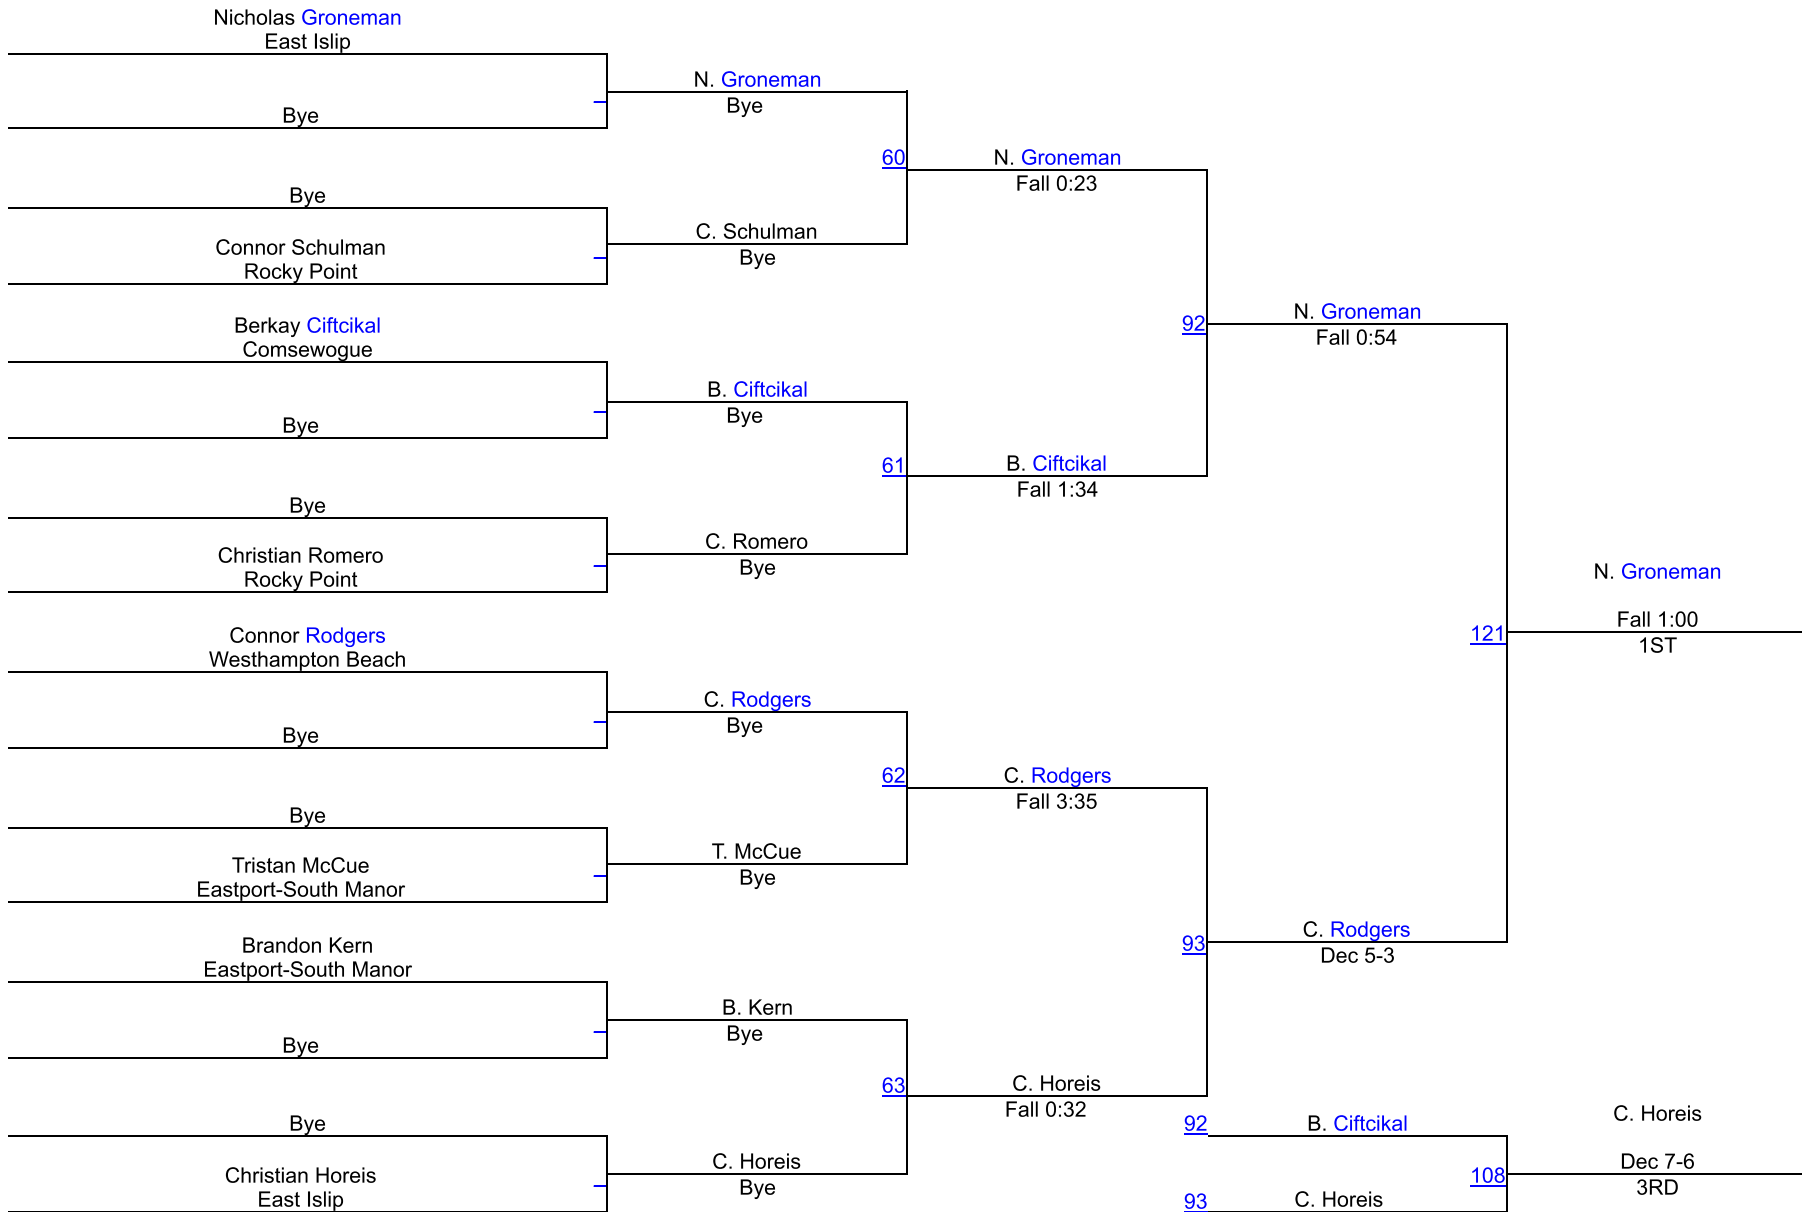 Nicholas Groneman
East Islip
Bye
Bye
Connor Schulman
Rocky Point
Berkay Ciftcikal
Comsewogue
Bye
Bye
Christian Romero
Rocky Point
Connor Rodgers
Westhampton Beach
Bye
Bye
Tristan McCue
Eastport-South Manor
Brandon Kern
Eastport-South Manor
Bye
Bye
Christian Horeis
East Islip
N. Groneman
Bye
60
C. Schulman
Bye
B. Ciftcikal
Bye
61
C. Romero
Bye
C. Rodgers
Bye
62
T. McCue
Bye
B. Kern
Bye
63
C. Horeis
Bye
N. Groneman
Fall 0:23
92
B. Ciftcikal
Fall 1:34
C. Rodgers
Fall 3:35
93
C. Horeis
Fall 0:32
N. Groneman
Fall 0:54
121
C. Rodgers
Dec 5-3
N. Groneman
Fall 1:00
1ST
92
B. Ciftcikal
108
93
C. Horeis
C. Horeis
Dec 7-6
3RD